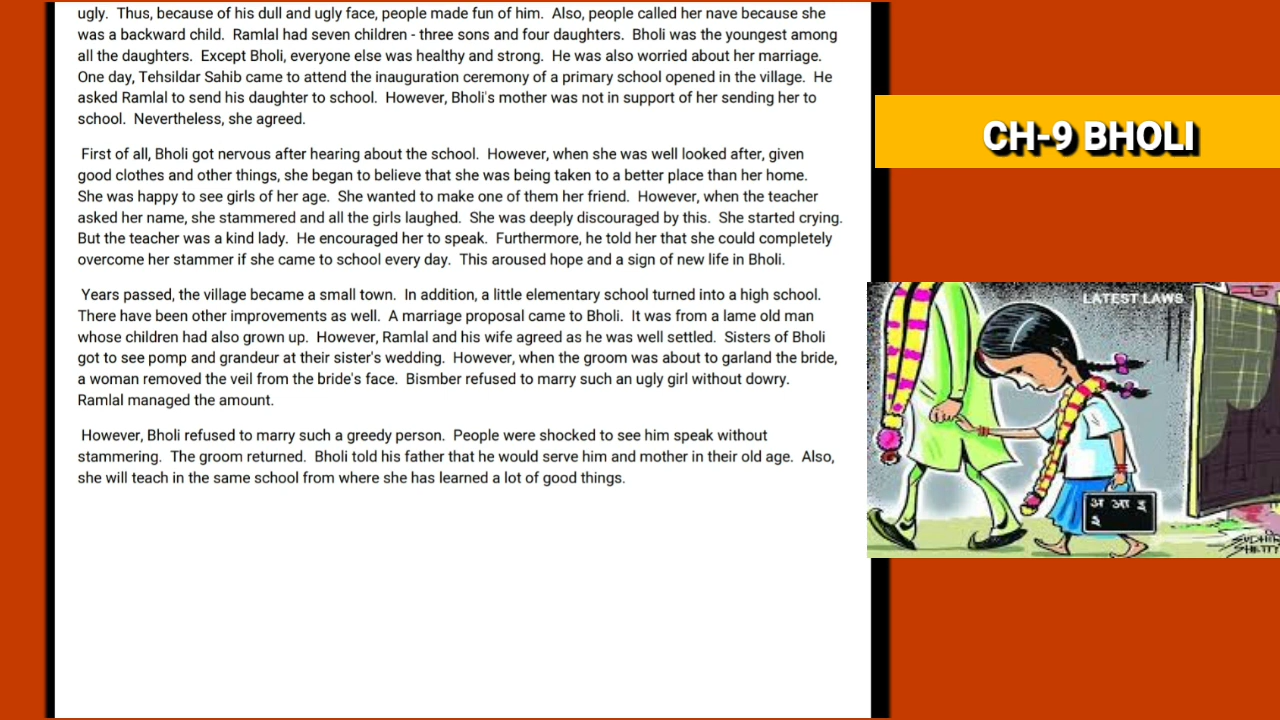 ugly. Thus, because of his dull and ugly face, people made fun of him. Also, people called her nave because she
was a backward child. Ramlal had seven children - three sons and four daughters. Bholi was the youngest among
all the daughters. Except Bholi, everyone else was healthy and strong. He was also worried about her marriage.
One day, Tehsildar Sahib came to attend the inauguration ceremony of a primary school opened in the village. He
asked Ramlal to send his daughter to school. However, Bholi's mother was not in support of her sending her to
school. Nevertheless, she agreed.
First of all, Bholi got nervous after hearing about the school. However, when she was well looked after, given
good clothes and other things, she began to believe that she was being taken to a better place than her home.
She was happy to see girls of her age. She wanted to make one of them her friend. However, when the teacher
asked her name, she stammered and all the girls laughed. She was deeply discouraged by this. She started crying.
But the teacher was a kind lady. He encouraged her to speak. Furthermore, he told her that she could completely
overcome her stammer if she came to school every day. This aroused hope and a sign of new life in Bholi.
Years passed, the village became a small town. In addition, a little elementary school turned into a high school.
There have been other improvements as well. A marriage proposal came to Bholi. It was from a lame old man
whose children had also grown up. However, Ramlal and his wife agreed as he was well settled. Sisters of Bholi
got to see pomp and grandeur at their sister's wedding. However, when the groom was about to garland the bride,
a woman removed the veil from the bride's face. Bismber refused to marry such an ugly girl without dowry.
Ramlal managed the amount.
However, Bholi refused to marry such a greedy person. People were shocked to see him speak without
stammering. The groom returned. Bholi told his father that he would serve him and mother in their old age. Also,
she will teach in the same school from where she has learned a lot of good things.
CH-9 BHOLI
LATEST LAWS
अ आ इ
SUDHIR
SHETTY